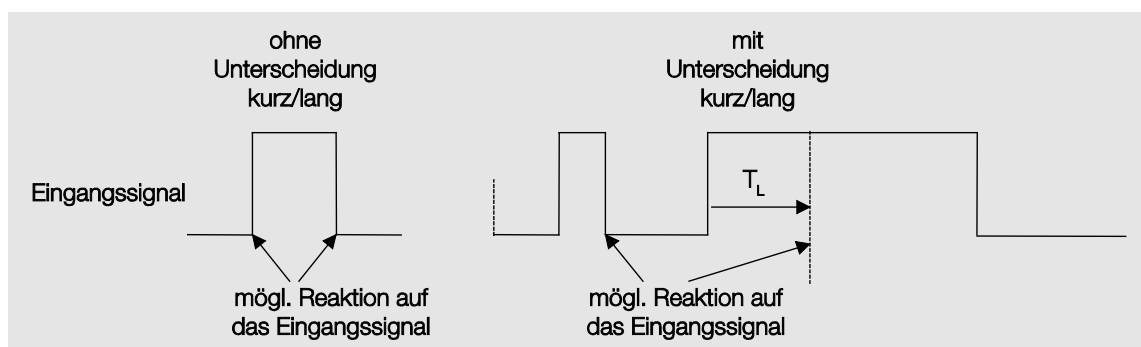 ohne
Unterscheidung
kurz/lang
mit
Unterscheidung
kurz/lang
Eingangssignal
TL
mögl. Reaktion auf
das Eingangssignal
mögl. Reaktion auf
das Eingangssignal